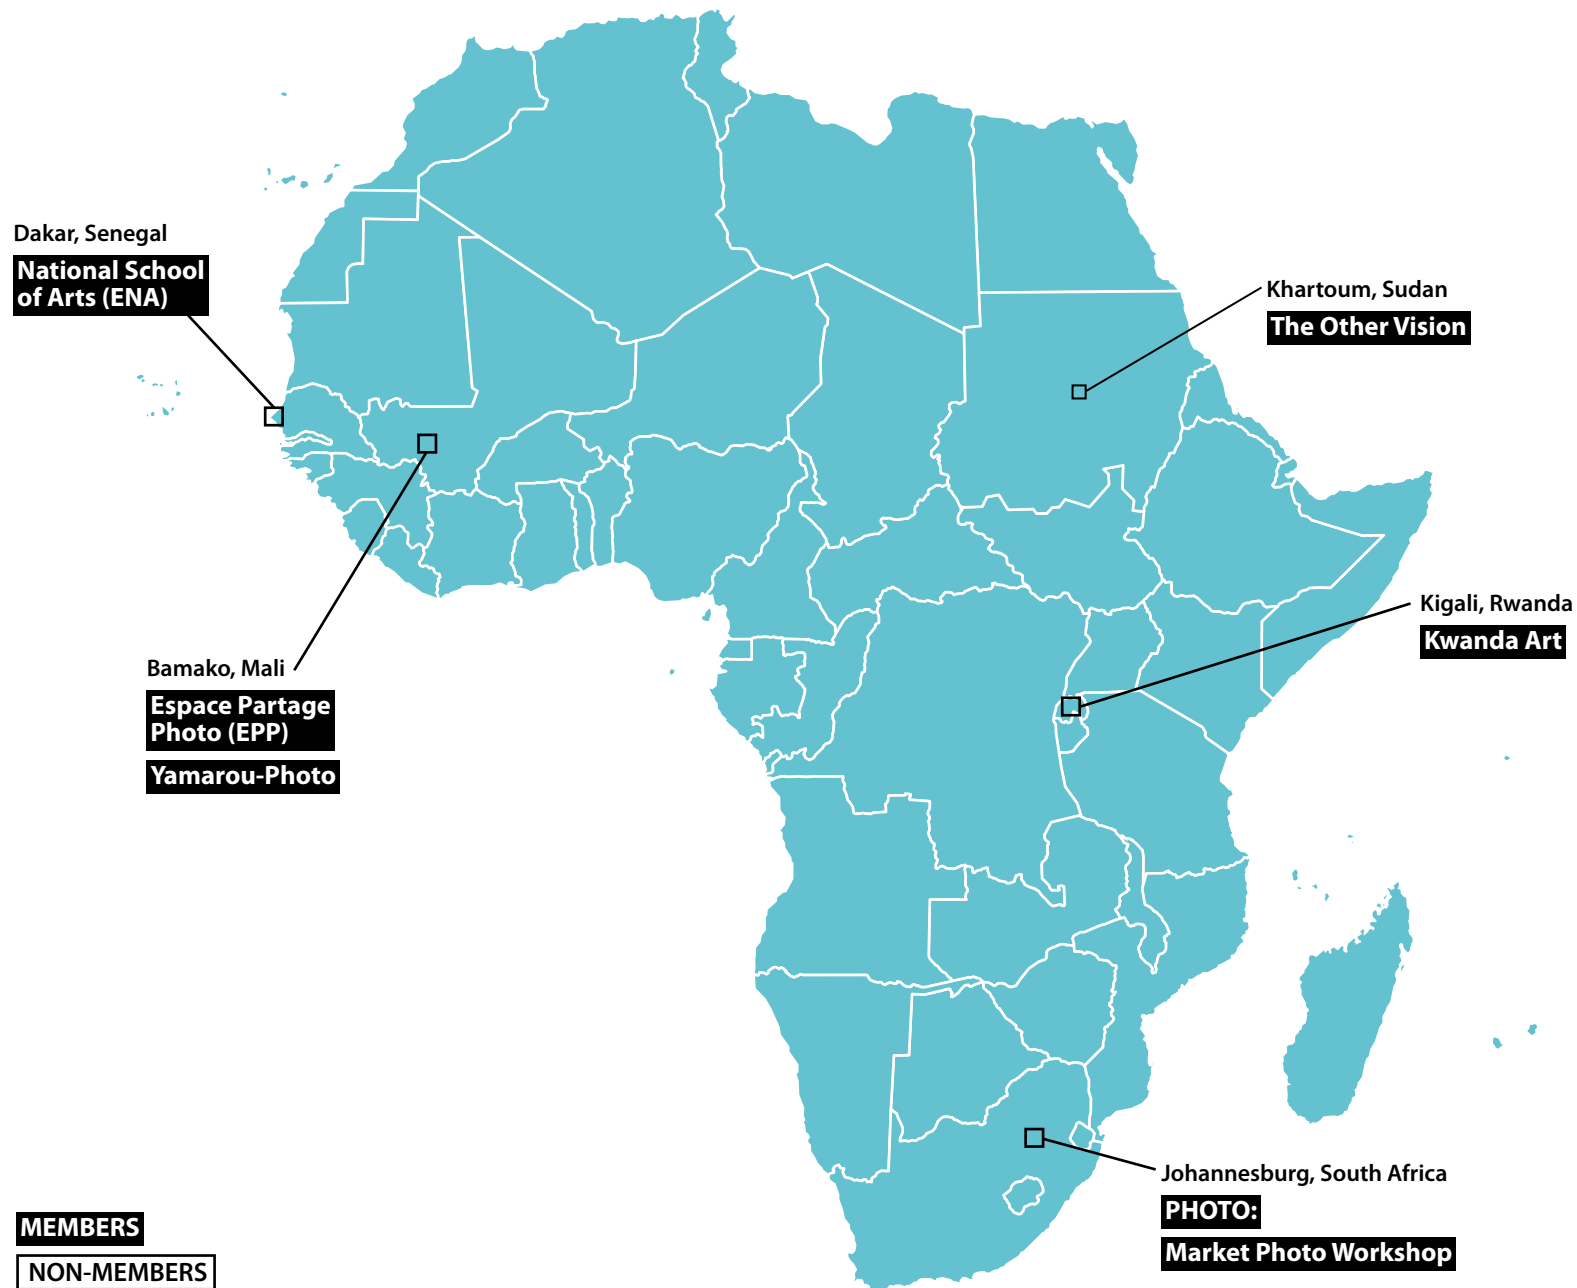 Dakar, Senegal
National School
of Arts (ENA)
Khartoum, Sudan
The Other Vision
Kigali, Rwanda
Kwanda Art
Bamako, Mali
Espace Partage
Photo (EPP)
Yamarou-Photo
Johannesburg, South Africa
PHOTO:
Market Photo Workshop
MEMBERS
NON-MEMBERS